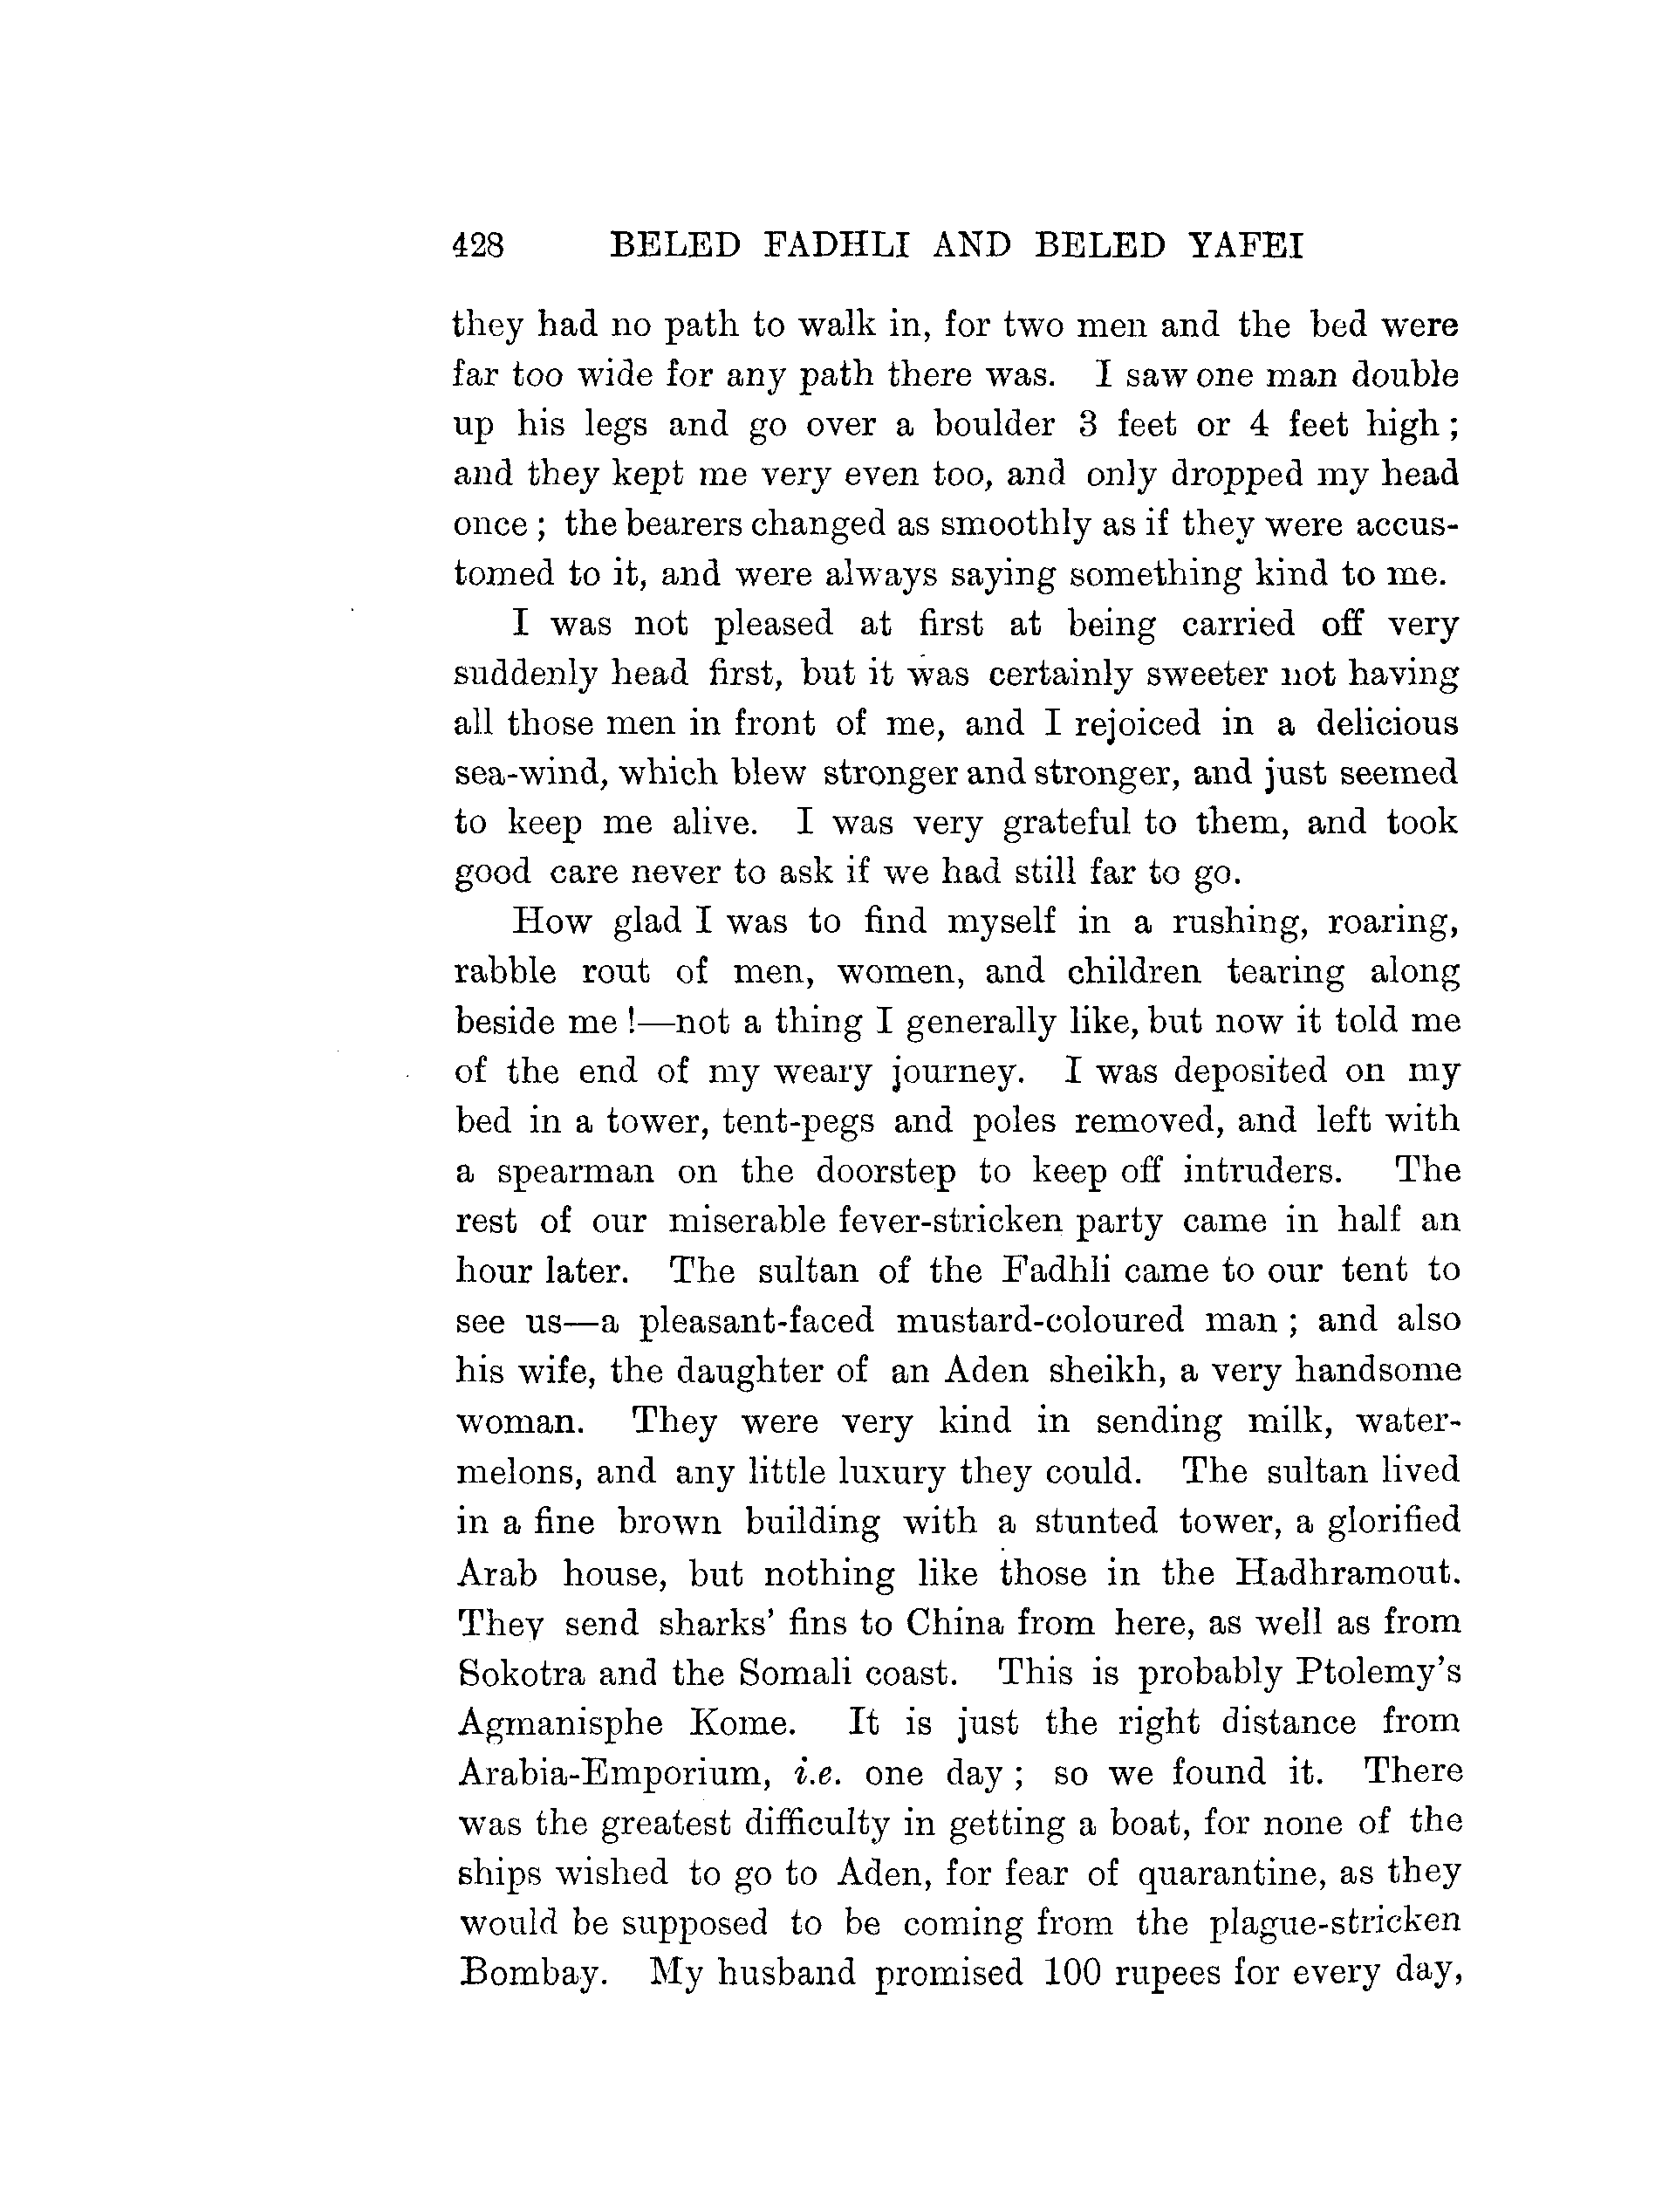 428 BELED FADHLI AND BELED YAFEI
they had no path to walk in, for two men and the bed were
far too wide for any path there was. I saw one man double
up his legs and go over a boulder 3 feet or 4 feet high ;
and they kept me very even too, and only dropped my head
once ; the bearers changed as smoothly as if they were accus-
tomed to it, and were always saying something kind to me.
I was not pleased at first at being carried off very
suddenly head first, but it was certainly sweeter not having
all those men in front of me, and I rejoiced in a delicious
sea-wind, which blew stronger and stronger, and just seemed
to keep me alive. I was very grateful to them, and took
good care never to ask if we had still far to go.
How glad I was to find myself in a rushing, roaring,
rabble rout of men, women, and children tearing along
beside me !—not a thing I generally like, but now it told me
of the end of my weary journey. I was deposited on my
bed in a tower, tent-pegs and poles removed, and left with
a spearman on the doorstep to keep off intruders. The
rest of our miserable fever-stricken party came in half an
hour later. The sultan of the Fadhli came to our tent to
see us—a pleasant-faced mustard-coloured man ; and also
his wife, the daughter of an Aden sheikh, a very handsome
woman. They were very kind in sending milk, water-
melons, and any little luxury they could. The sultan lived
in a fine brown building with a stunted tower, a glorified
Arab house, but nothing like those in the Hadhramout.
They send sharks' fins to China from here, as well as from
Sokotra and the Somali coast. This is probably Ptolemy's
Agmanisphe Kome. It is just the right distance from
Arabia-Emporium, i.e. one day ; so we found it. There
was the greatest difficulty in getting a boat, for none of the
ships wished to go to Aden, for fear of quarantine, as they
would be supposed to be coming from the plague-stricken
Bombay. My husband promised 100 rupees for every day,